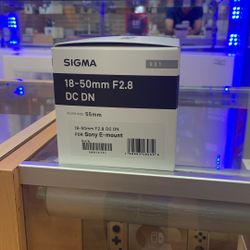 SIGMA
18-50mm F2.8
DC DN
55mm
18-50mm F2.8 DC DN
FOR Sony E-mount